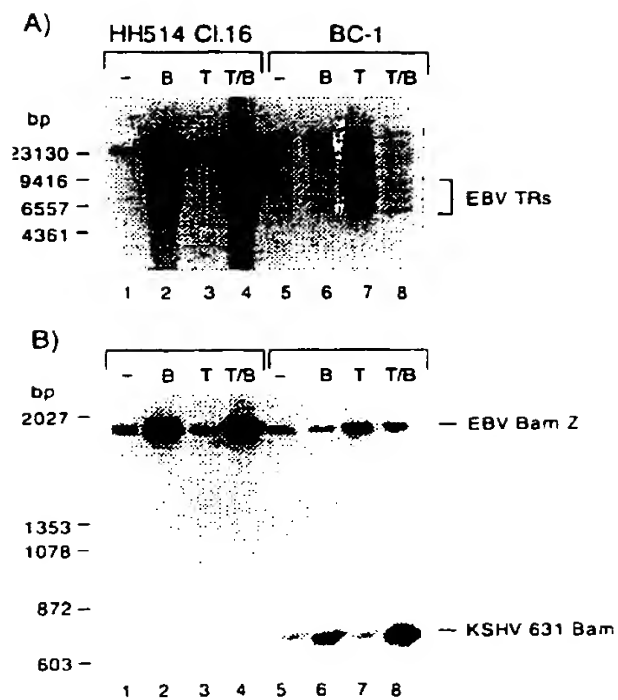 A)
HH514 Cl.16 BC-1
– B T T/B – B T T/B
bp
23130 –
9416 –
6557 –
4361 –
EBV TRs
1 2 3 4 5 6 7 8
B)
– B T T/B – B T T/B
bp
2027 –
– EBV Bam Z
1353 –
1078 –
872 –
– KSHV 631 Bam
603 –
1 2 3 4 5 6 7 8